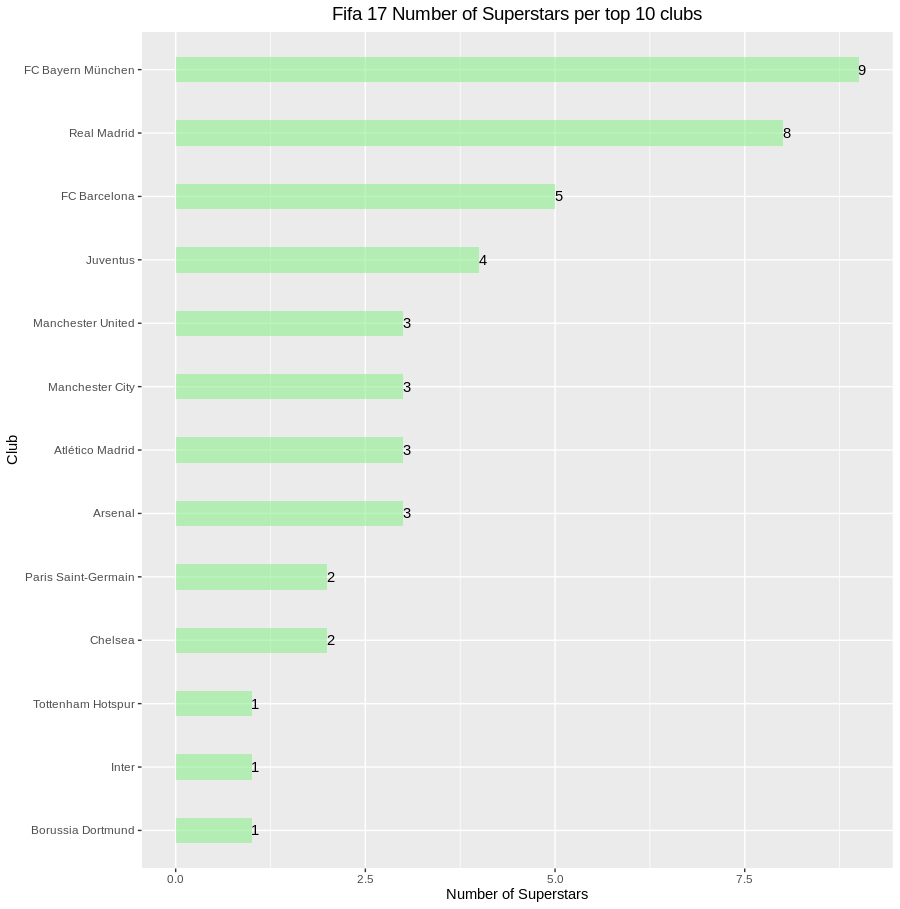 Fifa 17 Number of Superstars per top 10 clubs
FC Bayern München 9
Real Madrid 8
FC Barcelona 5
Juventus 4
Manchester United 3
Manchester City 3
Atlético Madrid 3
Arsenal 3
Paris Saint-Germain 2
Chelsea 2
Tottenham Hotspur 1
Inter 1
Borussia Dortmund 1
Club
0.0 2.5 5.0 7.5
Number of Superstars